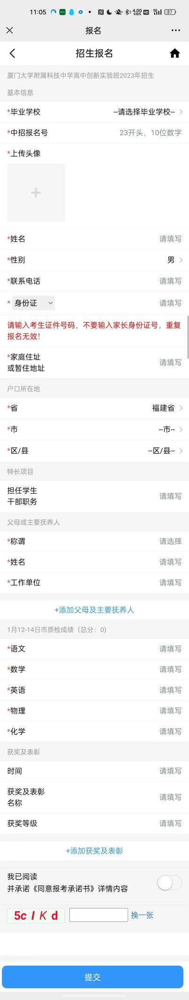 11:05 4.00 KB/S HD 5G 37
报名
招生报名
厦门大学附属科技中学高中创新实验班2023年招生
基本信息
*毕业学校 --请选择毕业学校--
*中招报名号 23开头，10位数字
*上传头像
+
*姓名 请填写
*性别 男
*联系电话 请填写
* 身份证 请填写
请输入考生证件号码，不要输入家长身份证号，重复
报名无效！
*家庭住址
或暂住地址 请填写
户口所在地
*省 福建省
*市 --市--
*区/县 --区/县--
特长项目
担任学生
干部职务 请填写
父母或主要抚养人
*称谓 请选择
*姓名 请填写
*工作单位 请填写
+添加父母及主要抚养人
1月12-14日市质检成绩（总分：0)
*语文 请填写
*数学 请填写
*英语 请填写
*物理 请填写
*化学 请填写
获奖及表彰
时间 请填写
获奖及表彰
名称 请填写
获奖等级 请填写
+添加获奖及表彰
我已阅读
并承诺《同意报考承诺书》详情内容
5c I K d 换一张
提交